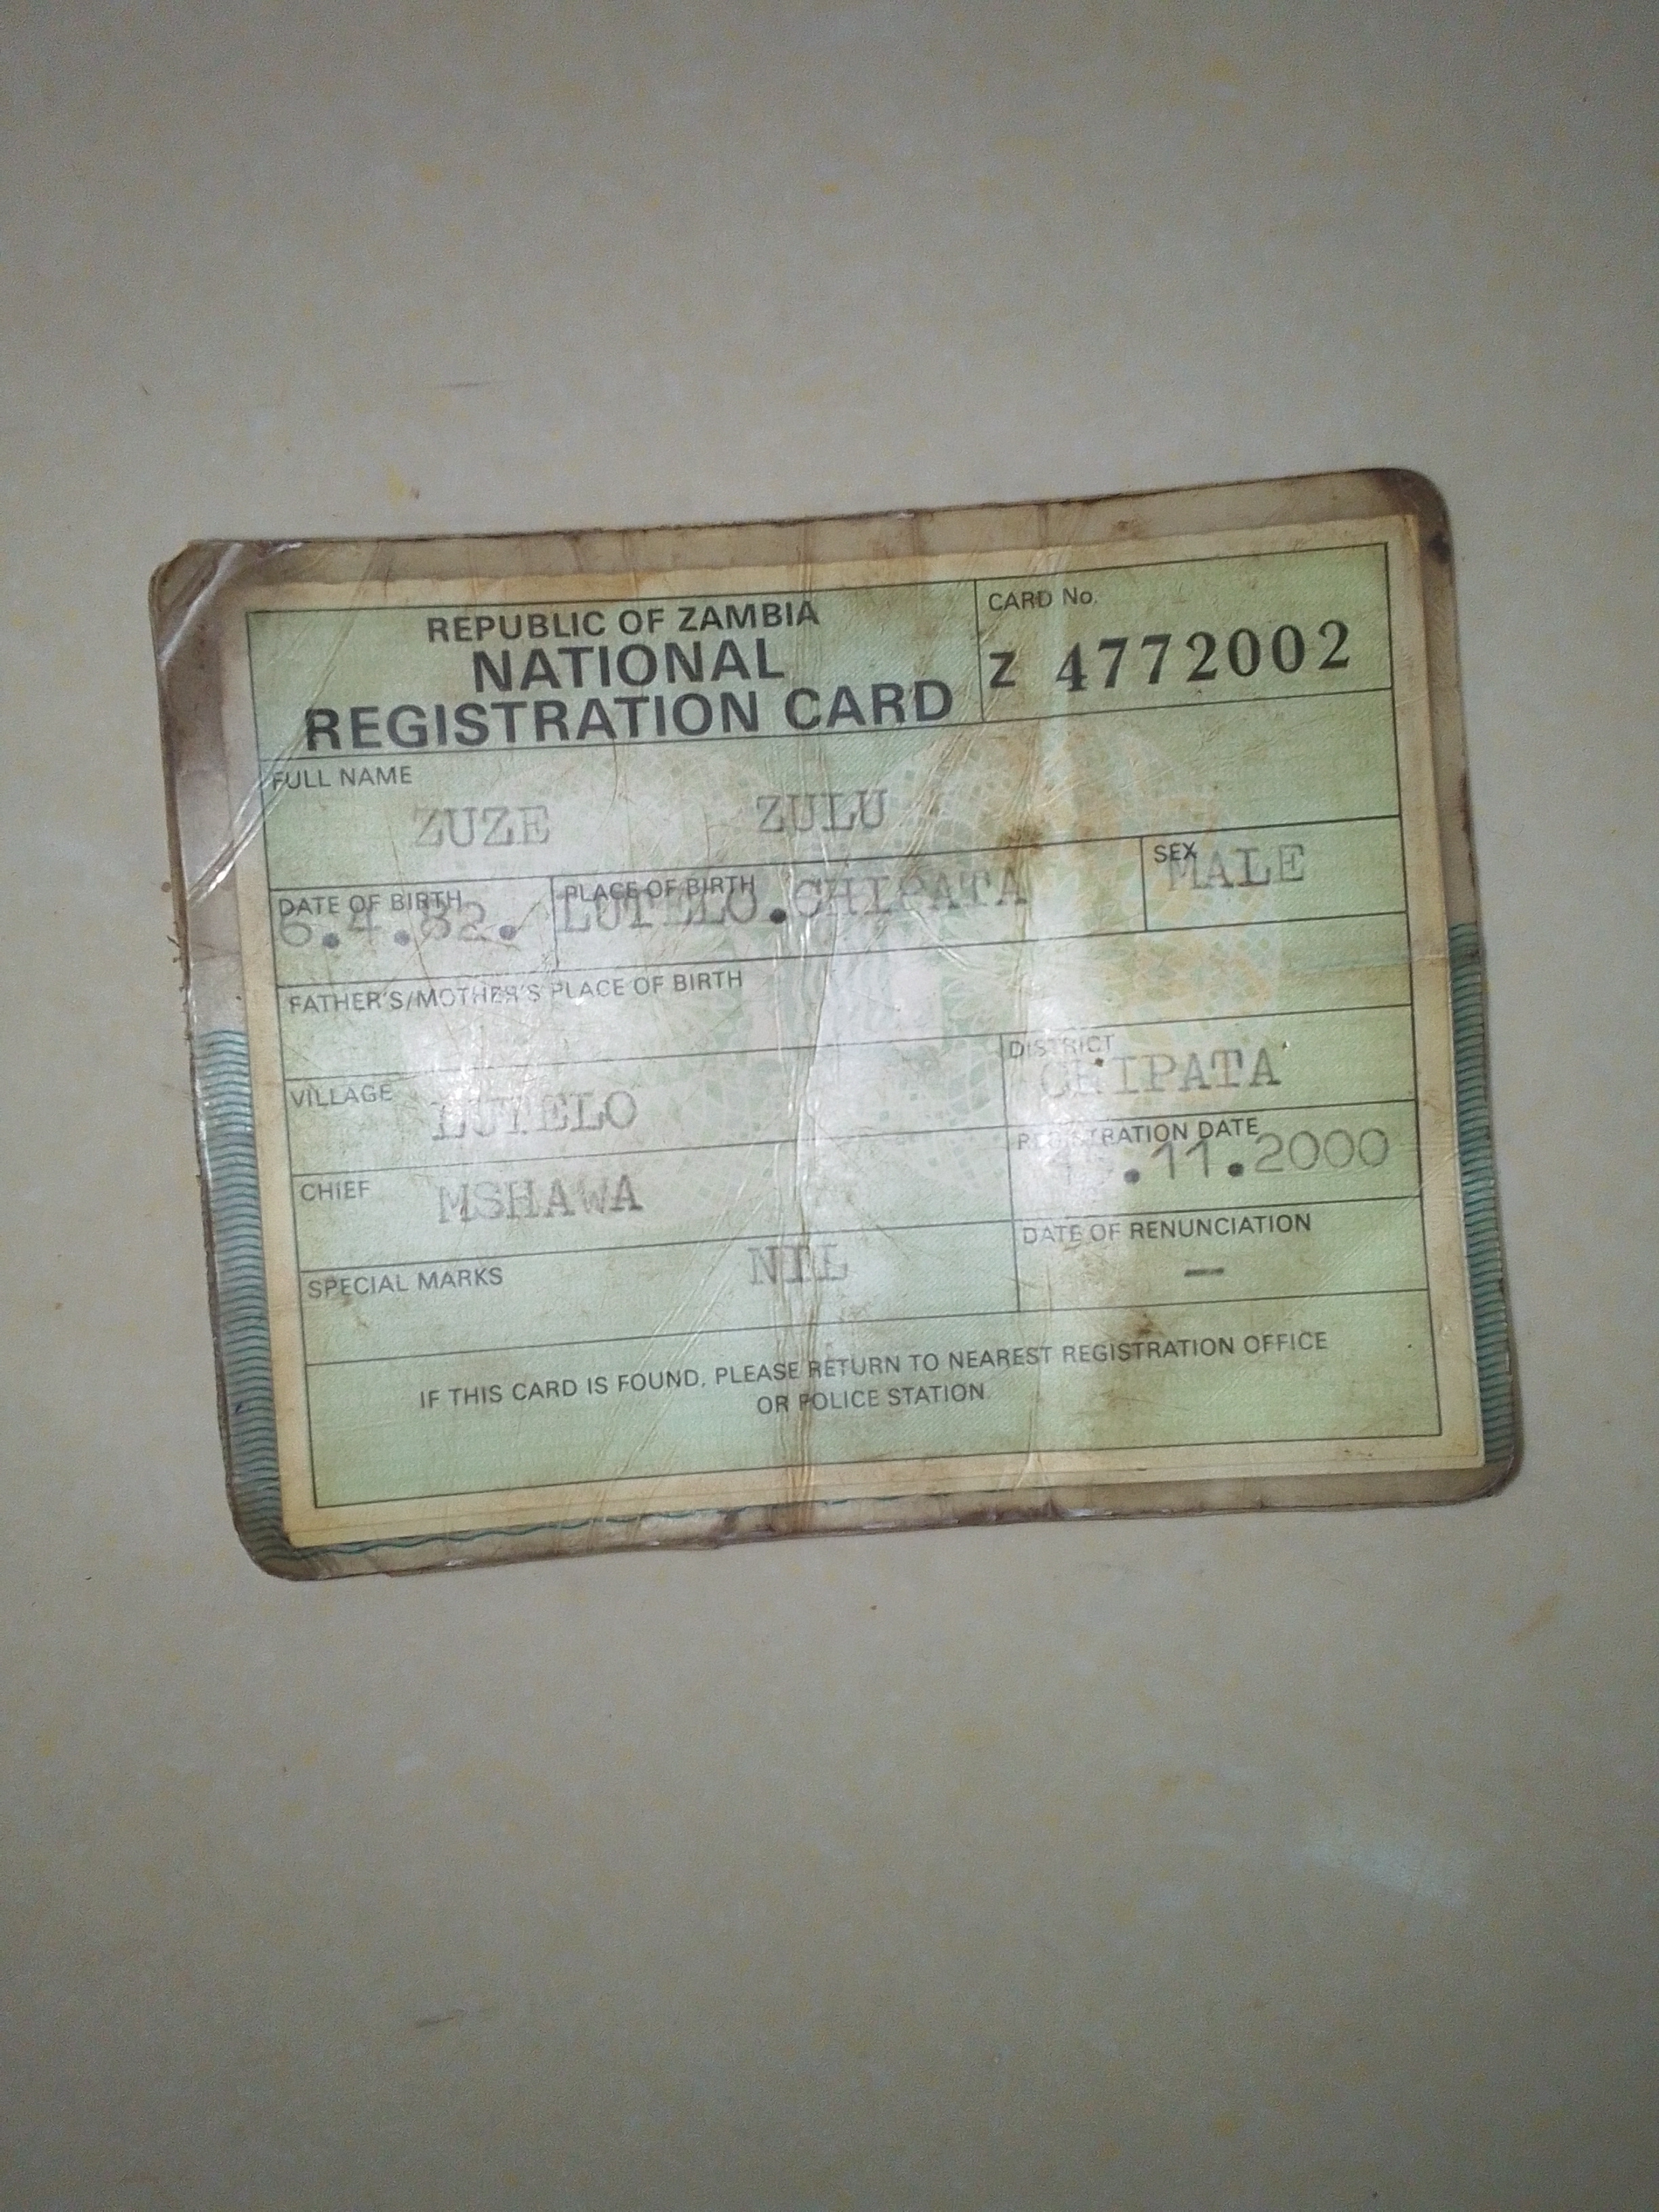 REPUBLIC OF ZAMBIA
NATIONAL
REGISTRATION CARD
CARD No.
Z 4772002
FULL NAME
ZUZE ZULU
DATE OF BIRTH
6.4.82.
PLACE OF BIRTH
LUTELO.CHIPATA
SEX
MALE
FATHER'S/MOTHER'S PLACE OF BIRTH
VILLAGE LUTELO
DISTRICT
CHIPATA
CHIEF MSHAWA
REGISTRATION DATE
.11.2000
SPECIAL MARKS NIL
DATE OF RENUNCIATION
—
IF THIS CARD IS FOUND, PLEASE RETURN TO NEAREST REGISTRATION OFFICE
OR POLICE STATION